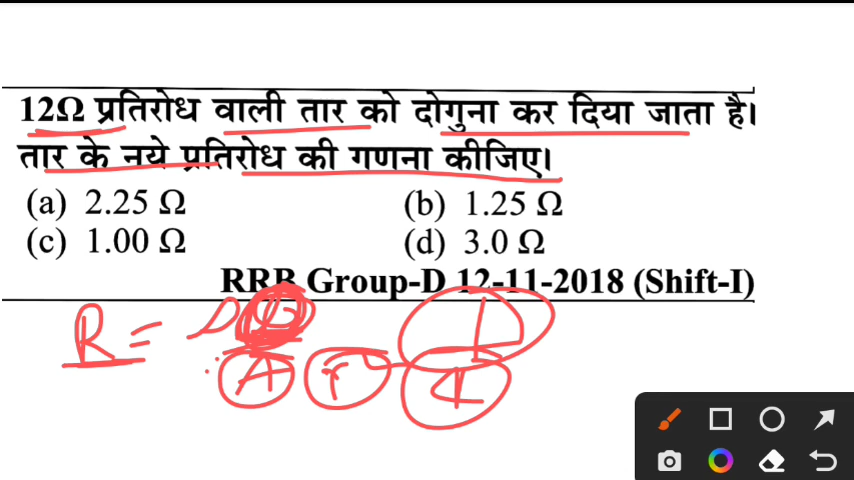 12Ω प्रतिरोध वाली तार को दोगुना कर दिया जाता है।
तार के नये प्रतिरोध की गणना कीजिए।
(a) 2.25 Ω (b) 1.25 Ω
(c) 1.00 Ω (d) 3.0 Ω
RRB Group-D 12-11-2018 (Shift-I)
R =
A